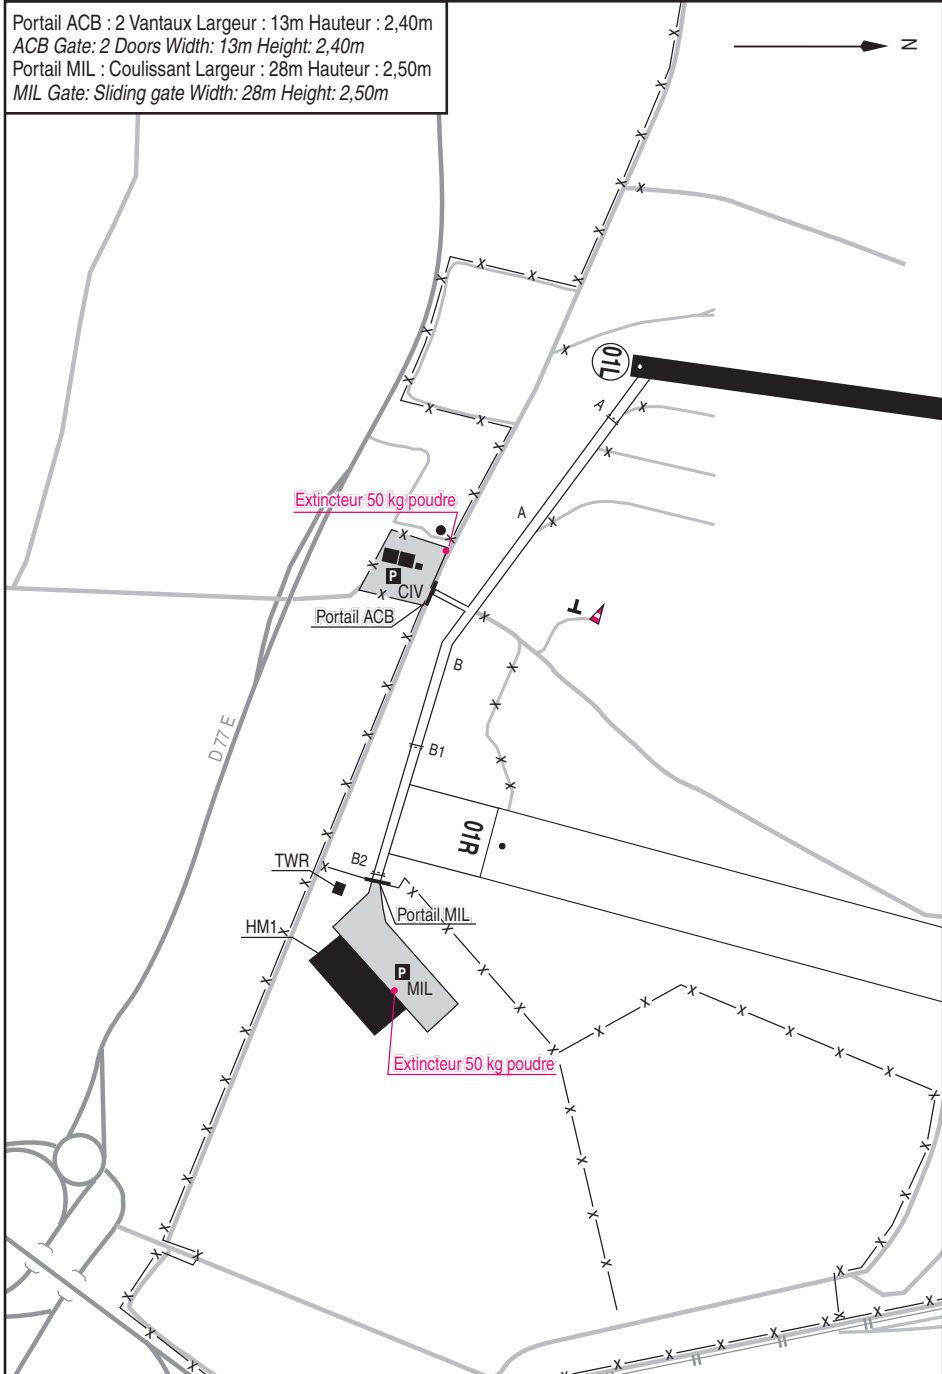 Portail ACB : 2 Vantaux Largeur : 13m Hauteur : 2,40m
ACB Gate: 2 Doors Width: 13m Height: 2,40m
Portail MIL : Coulissant Largeur : 28m Hauteur : 2,50m
MIL Gate: Sliding gate Width: 28m Height: 2,50m
N
01L
A
Extincteur 50 kg poudre
A
P
CIV
Portail ACB
B
D 77 E
B1
01R
TWR
B2
Portail MIL
HM1
P
MIL
Extincteur 50 kg poudre